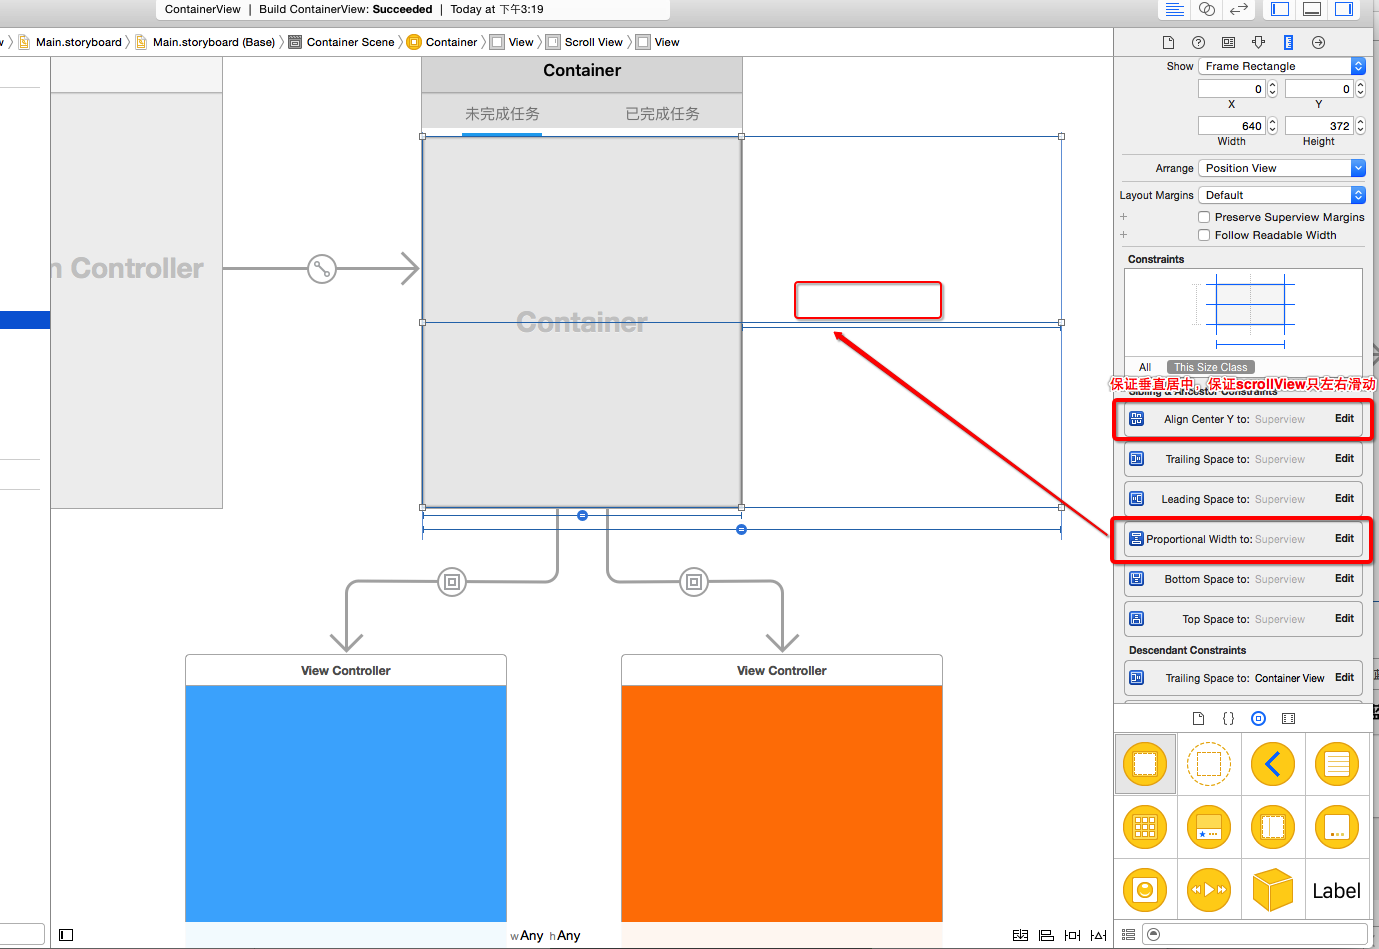 ContainerView | Build ContainerView: Succeeded | Today at 下午3:19
Main.storyboard
Main.storyboard (Base)
Container Scene
Container
View
Scroll View
View
Show
Frame Rectangle
0
0
X
Y
640
372
Width
Height
Arrange
Position View
Layout Margins
Default
Preserve Superview Margins
Follow Readable Width
Constraints
All
This Size Class
保证垂直居中，保证scrollView只左右滑动
Sibling & Ancestor Constraints
Align Center Y to: Superview Edit
Trailing Space to: Superview Edit
Leading Space to: Superview Edit
Proportional Width to: Superview Edit
Bottom Space to: Superview Edit
Top Space to: Superview Edit
Descendant Constraints
Trailing Space to: Container View Edit
Label
Container
未完成任务
已完成任务
n Controller
Container
View Controller
View Controller
wAny hAny